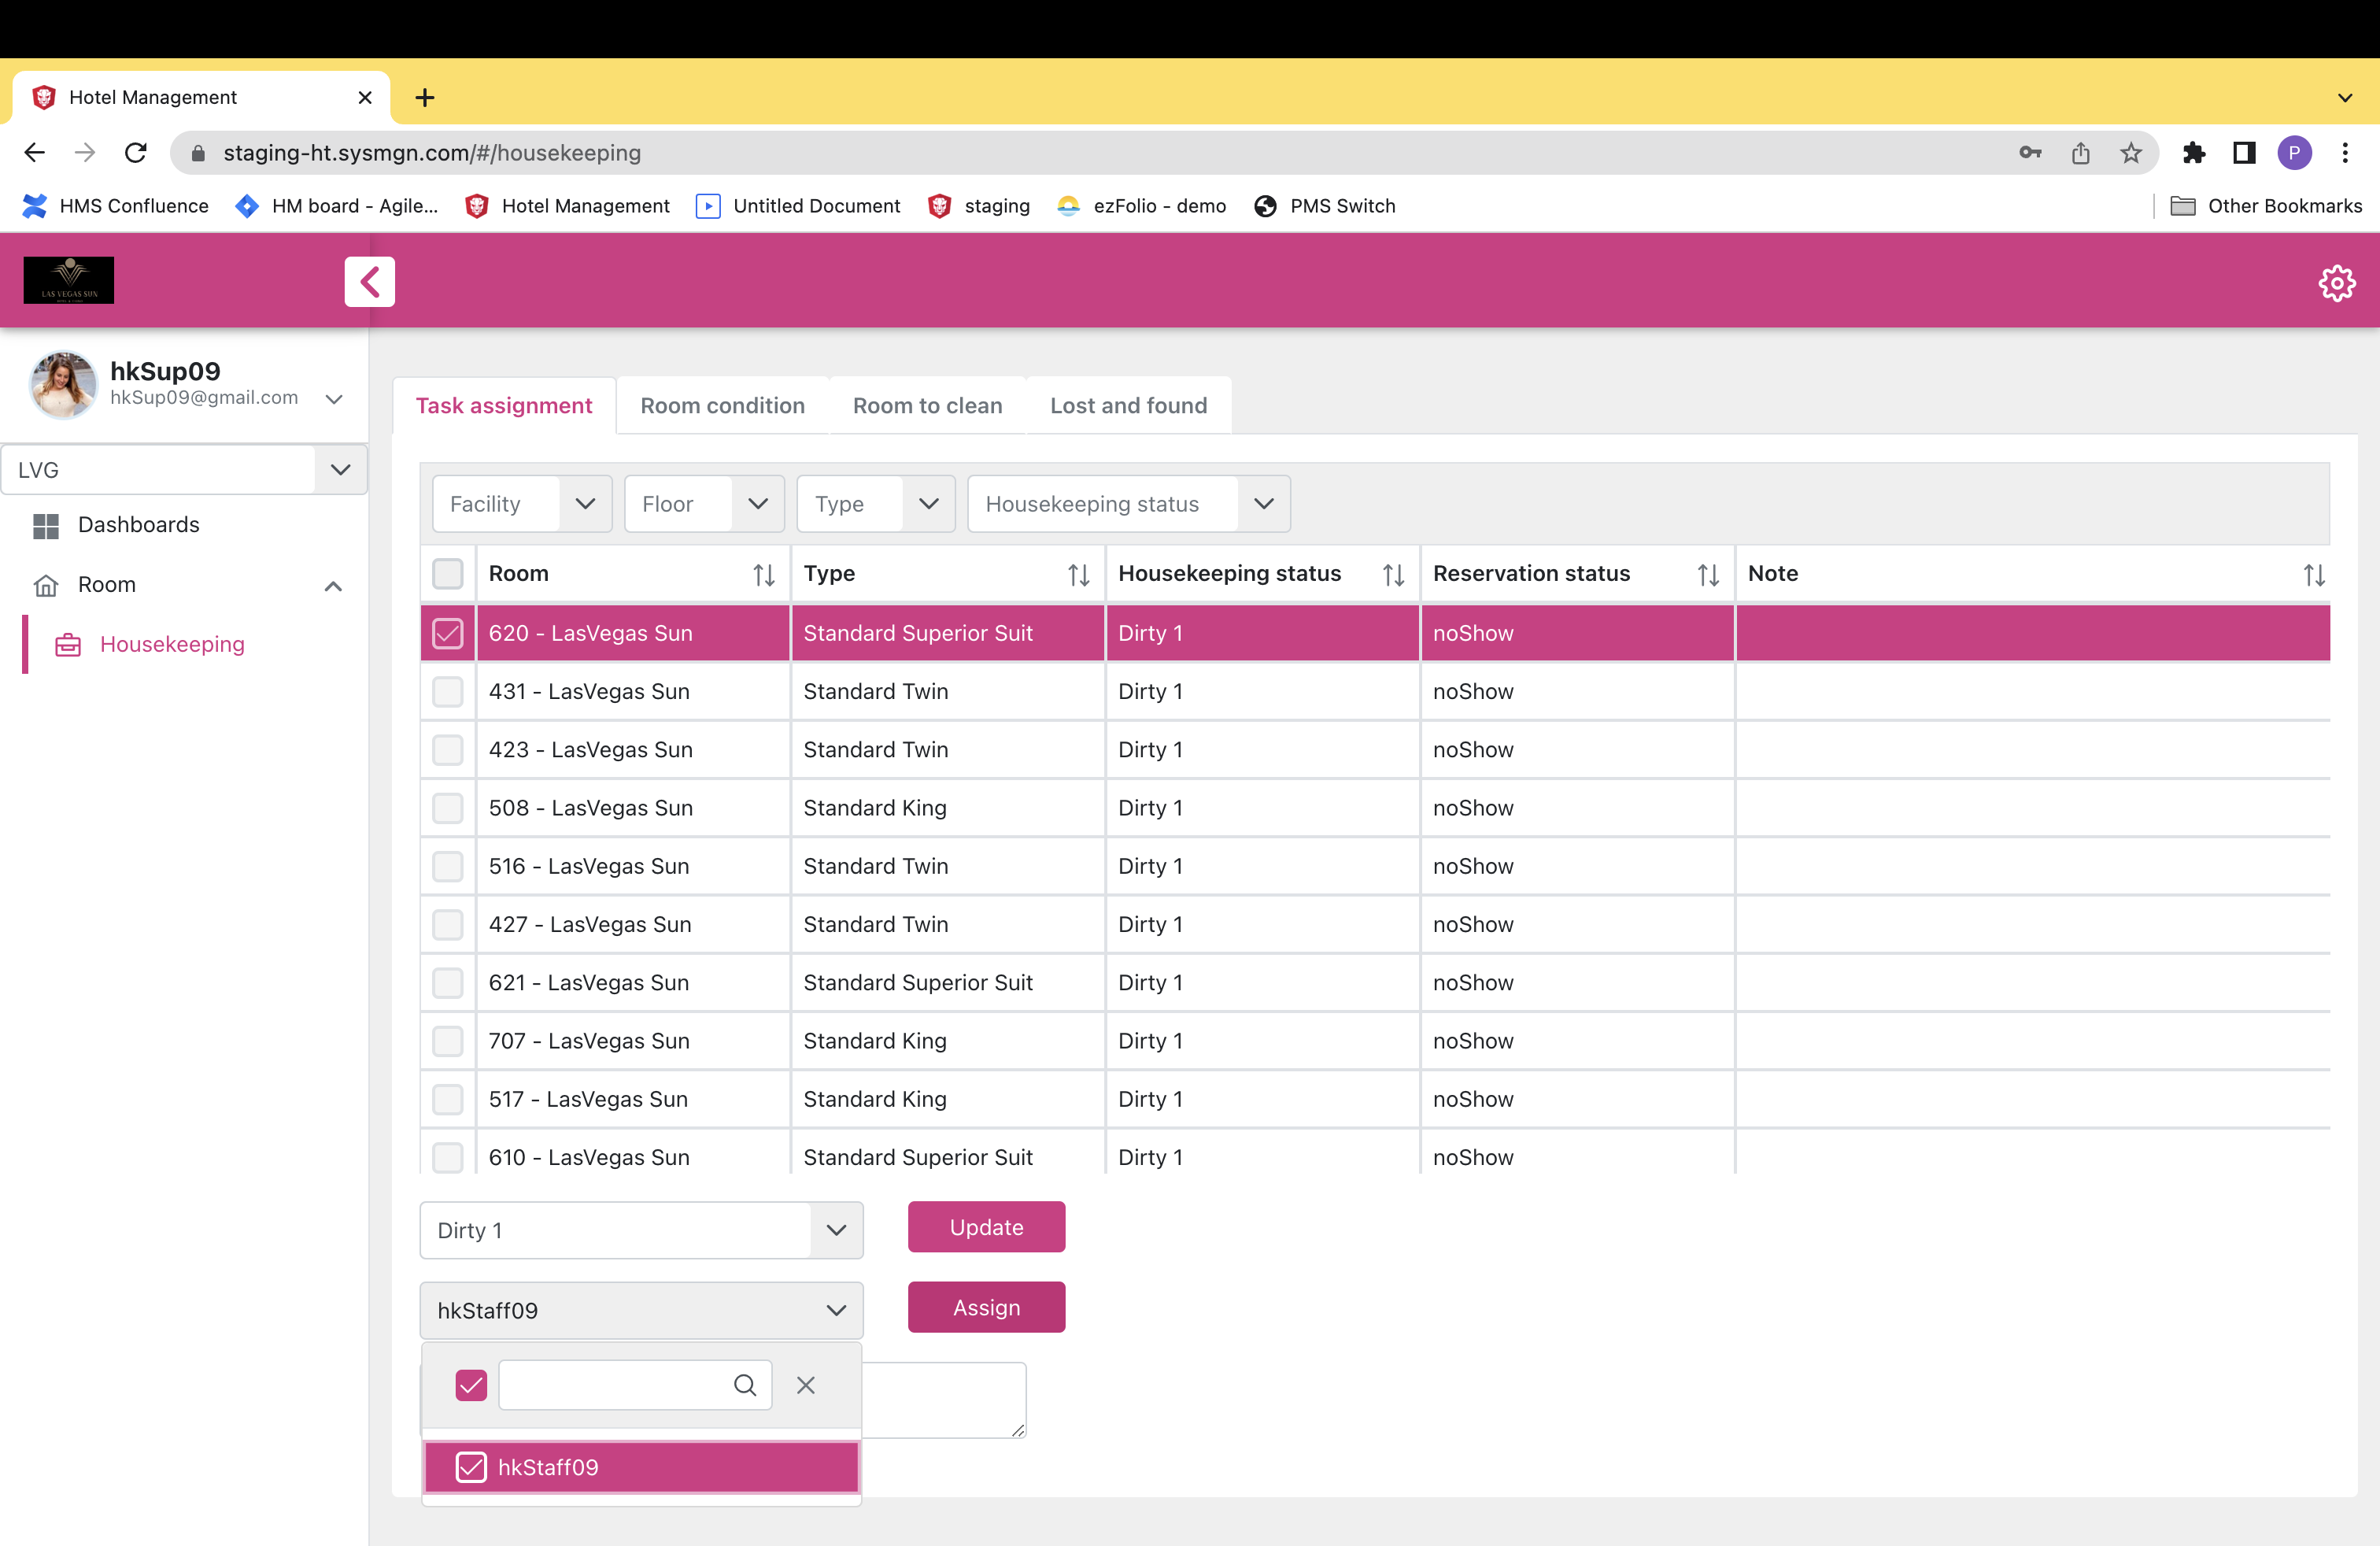 Hotel Management
staging-ht.sysmgn.com/#/housekeeping
P
HMS Confluence HM board - Agile... Hotel Management Untitled Document staging ezFolio - demo PMS Switch Other Bookmarks
LAS VEGAS SUN
hkSup09
hkSup09@gmail.com
LVG
Dashboards
Room
Housekeeping
Task assignment Room condition Room to clean Lost and found
Facility Floor Type Housekeeping status
Room Type Housekeeping status Reservation status Note
620 - LasVegas Sun Standard Superior Suit Dirty 1 noShow
431 - LasVegas Sun Standard Twin Dirty 1 noShow
423 - LasVegas Sun Standard Twin Dirty 1 noShow
508 - LasVegas Sun Standard King Dirty 1 noShow
516 - LasVegas Sun Standard Twin Dirty 1 noShow
427 - LasVegas Sun Standard Twin Dirty 1 noShow
621 - LasVegas Sun Standard Superior Suit Dirty 1 noShow
707 - LasVegas Sun Standard King Dirty 1 noShow
517 - LasVegas Sun Standard King Dirty 1 noShow
610 - LasVegas Sun Standard Superior Suit Dirty 1 noShow
Dirty 1 Update
hkStaff09 Assign
hkStaff09